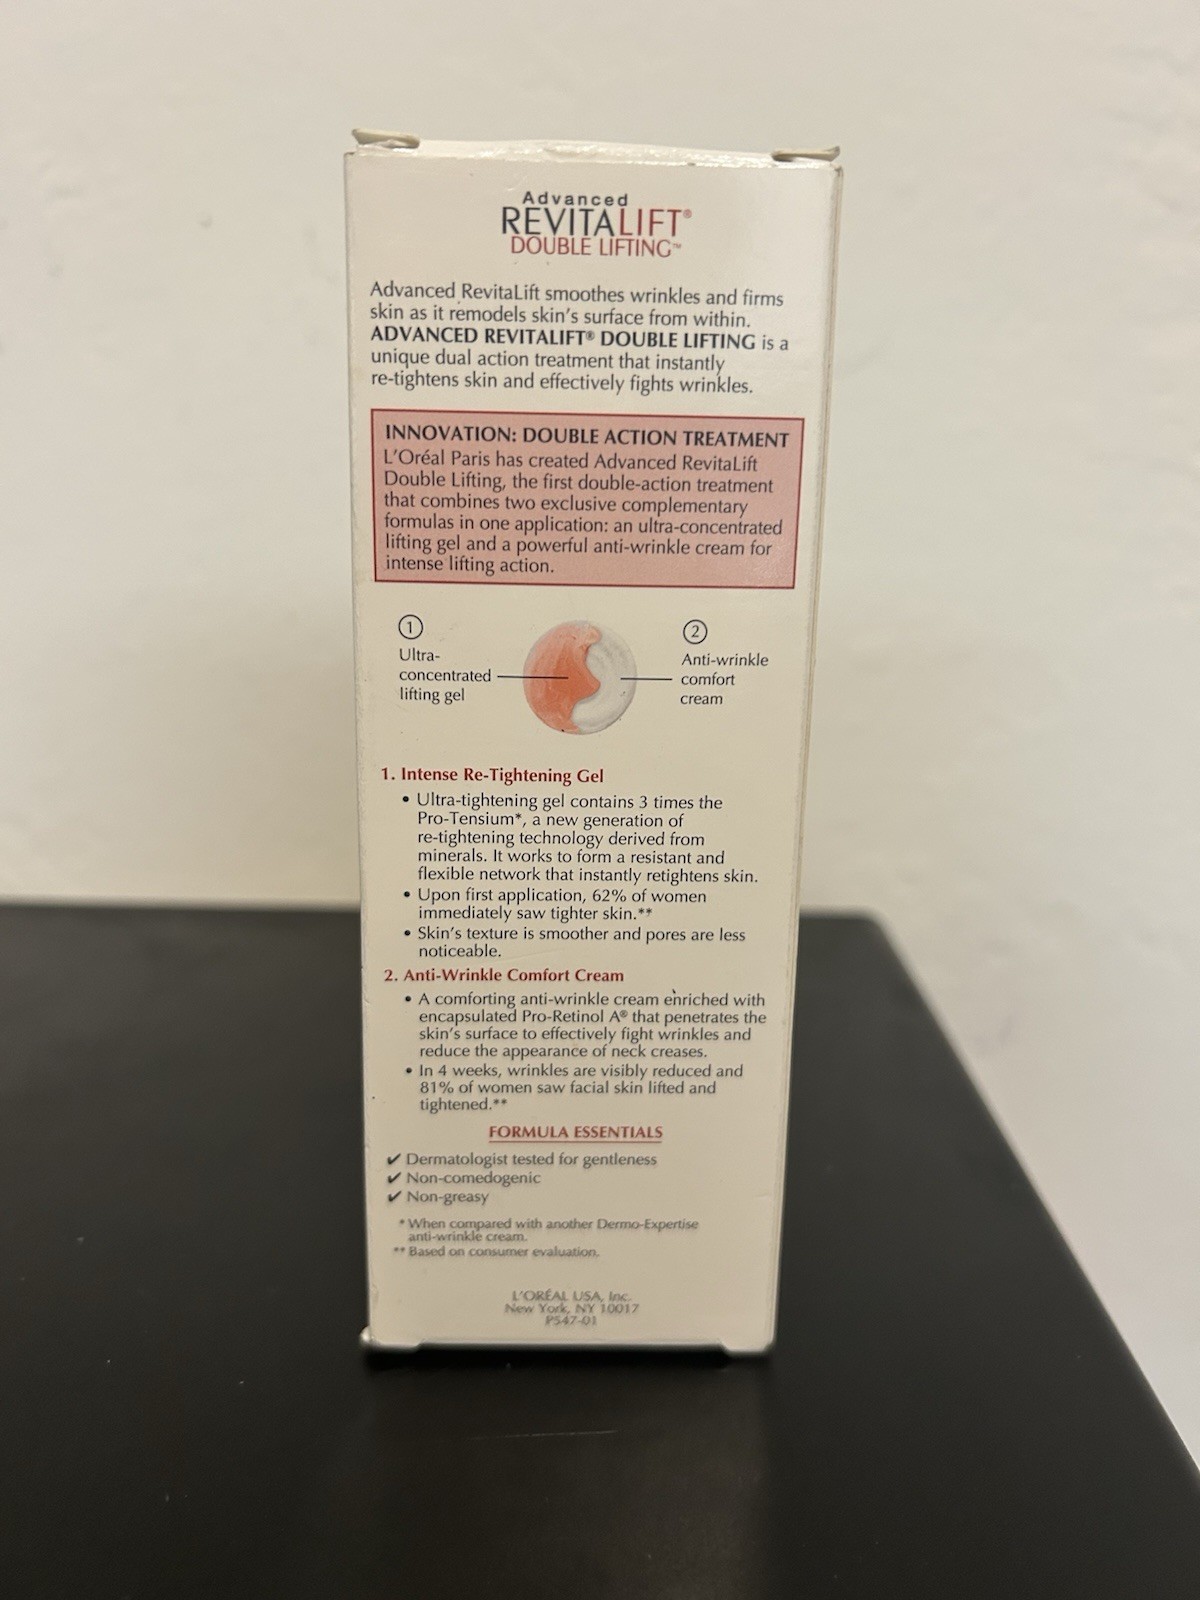 Advanced
REVITALIFT®
DOUBLE LIFTING™
Advanced RevitaLift smoothes wrinkles and firms
skin as it remodels skin's surface from within.
ADVANCED REVITALIFT® DOUBLE LIFTING is a
unique dual action treatment that instantly
re-tightens skin and effectively fights wrinkles.
INNOVATION: DOUBLE ACTION TREATMENT
L'Oréal Paris has created Advanced RevitaLift
Double Lifting, the first double-action treatment
that combines two exclusive complementary
formulas in one application: an ultra-concentrated
lifting gel and a powerful anti-wrinkle cream for
intense lifting action.
1
Ultra-
concentrated
lifting gel
2
Anti-wrinkle
comfort
cream
1. Intense Re-Tightening Gel
• Ultra-tightening gel contains 3 times the
Pro-Tensium*, a new generation of
re-tightening technology derived from
minerals. It works to form a resistant and
flexible network that instantly retightens skin.
• Upon first application, 62% of women
immediately saw tighter skin.**
• Skin's texture is smoother and pores are less
noticeable.
2. Anti-Wrinkle Comfort Cream
• A comforting anti-wrinkle cream enriched with
encapsulated Pro-Retinol A® that penetrates the
skin's surface to effectively fight wrinkles and
reduce the appearance of neck creases.
• In 4 weeks, wrinkles are visibly reduced and
81% of women saw facial skin lifted and
tightened.**
FORMULA ESSENTIALS
✔ Dermatologist tested for gentleness
✔ Non-comedogenic
✔ Non-greasy
* When compared with another Dermo-Expertise
anti-wrinkle cream.
** Based on consumer evaluation.
L'ORÉAL USA, Inc.
New York, NY 10017
P547-01